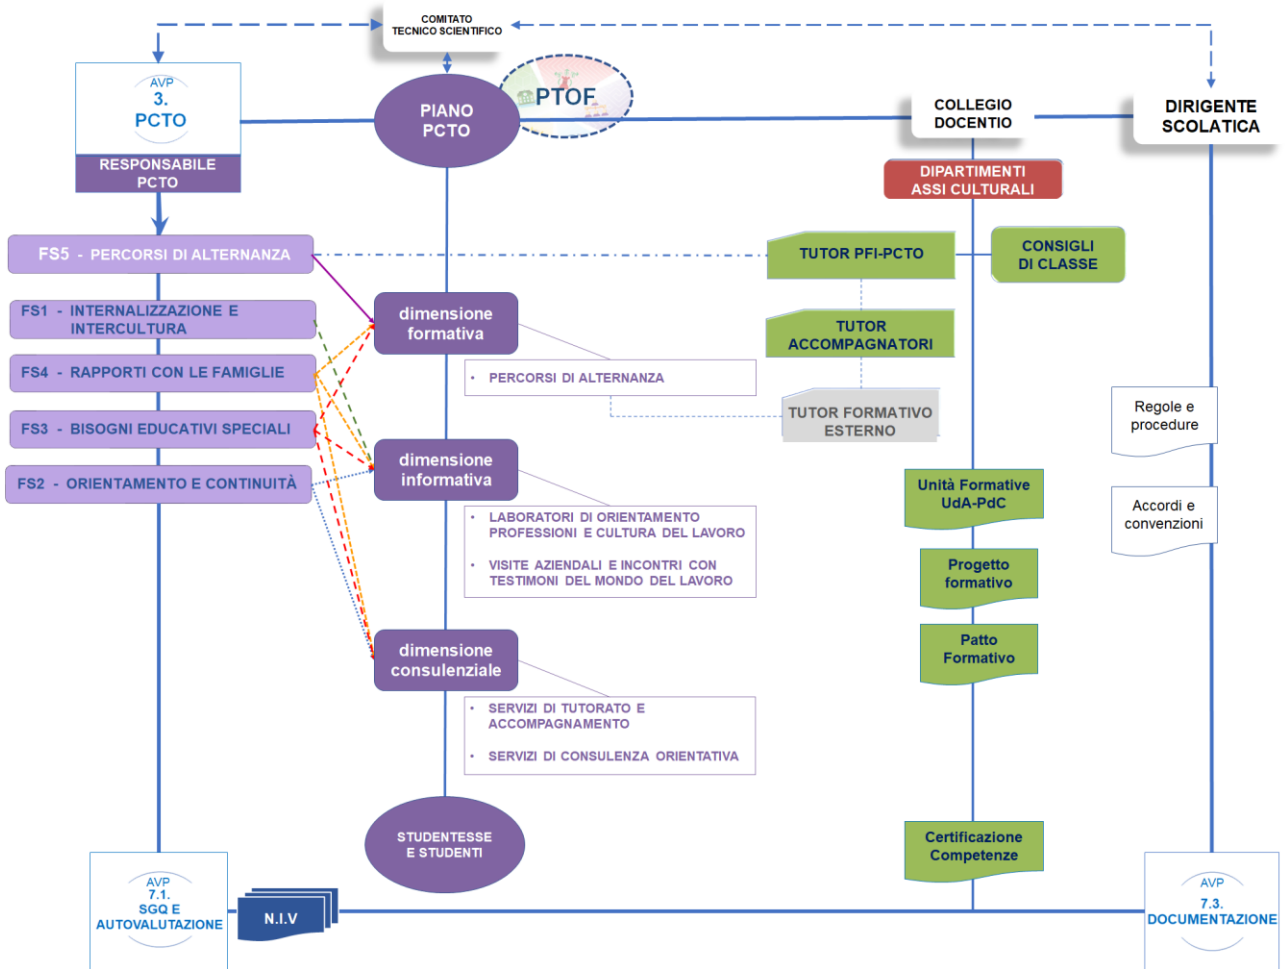 COMITATO
TECNICO SCIENTIFICO
AVP
3.
PCTO
RESPONSABILE
PCTO
PIANO
PCTO
PTOF
COLLEGIO
DOCENTIO
DIRIGENTE
SCOLATICA
DIPARTIMENTI
ASSI CULTURALI
FS5 - PERCORSI DI ALTERNANZA
TUTOR PFI-PCTO
CONSIGLI
DI CLASSE
FS1 - INTERNALIZZAZIONE E
INTERCULTURA
dimensione
formativa
TUTOR
ACCOMPAGNATORI
FS4 - RAPPORTI CON LE FAMIGLIE
• PERCORSI DI ALTERNANZA
TUTOR FORMATIVO
ESTERNO
Regole e
procedure
FS3 - BISOGNI EDUCATIVI SPECIALI
dimensione
informativa
FS2 - ORIENTAMENTO E CONTINUITÀ
Unità Formative
UdA-PdC
Accordi e
convenzioni
• LABORATORI DI ORIENTAMENTO
PROFESSIONI E CULTURA DEL LAVORO
• VISITE AZIENDALI E INCONTRI CON
TESTIMONI DEL MONDO DEL LAVORO
Progetto
formativo
dimensione
consulenziale
Patto
Formativo
• SERVIZI DI TUTORATO E
ACCOMPAGNAMENTO
• SERVIZI DI CONSULENZA ORIENTATIVA
STUDENTESSE
E STUDENTI
Certificazione
Competenze
AVP
7.1.
SGQ E
AUTOVALUTAZIONE
N.I.V
AVP
7.3.
DOCUMENTAZIONE